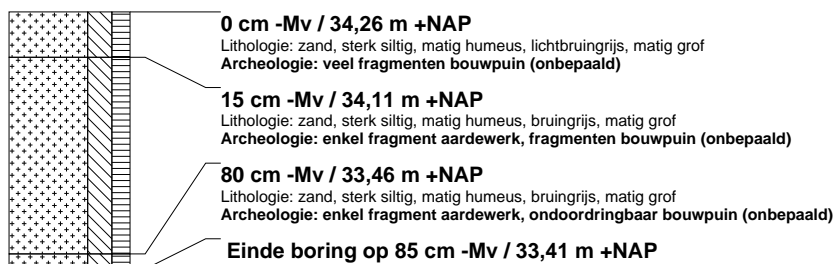 0 cm -Mv / 34,26 m +NAP
Lithologie: zand, sterk siltig, matig humeus, lichtbruingrijs, matig grof
Archeologie: veel fragmenten bouwpuin (onbepaald)
15 cm -Mv / 34,11 m +NAP
Lithologie: zand, sterk siltig, matig humeus, bruingrijs, matig grof
Archeologie: enkel fragment aardewerk, fragmenten bouwpuin (onbepaald)
80 cm -Mv / 33,46 m +NAP
Lithologie: zand, sterk siltig, matig humeus, bruingrijs, matig grof
Archeologie: enkel fragment aardewerk, ondoordringbaar bouwpuin (onbepaald)
Einde boring op 85 cm -Mv / 33,41 m +NAP